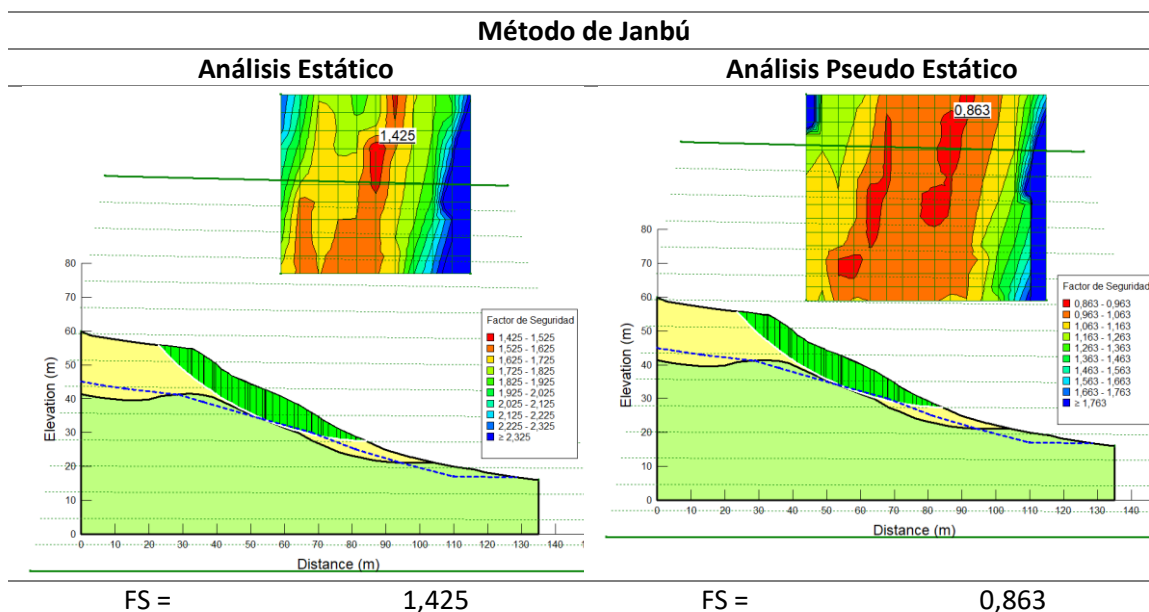 Método de Janbú
Análisis Estático
Análisis Pseudo Estático
1,425
Factor de Seguridad
1,425 - 1,525
1,525 - 1,625
1,625 - 1,725
1,725 - 1,825
1,825 - 1,925
1,925 - 2,025
2,025 - 2,125
2,125 - 2,225
2,225 - 2,325
≥ 2,325
Elevation (m)
80
70
60
50
40
30
20
10
0
0 10 20 30 40 50 60 70 80 90 100 110 120 130 140
Distance (m)
0,863
Factor de Seguridad
0,863 - 0,963
0,963 - 1,063
1,063 - 1,163
1,163 - 1,263
1,263 - 1,363
1,363 - 1,463
1,463 - 1,563
1,563 - 1,663
1,663 - 1,763
≥ 1,763
Elevation (m)
80
70
60
50
40
30
20
10
0
0 10 20 30 40 50 60 70 80 90 100 110 120 130 140
Distance (m)
FS = 1,425
FS = 0,863